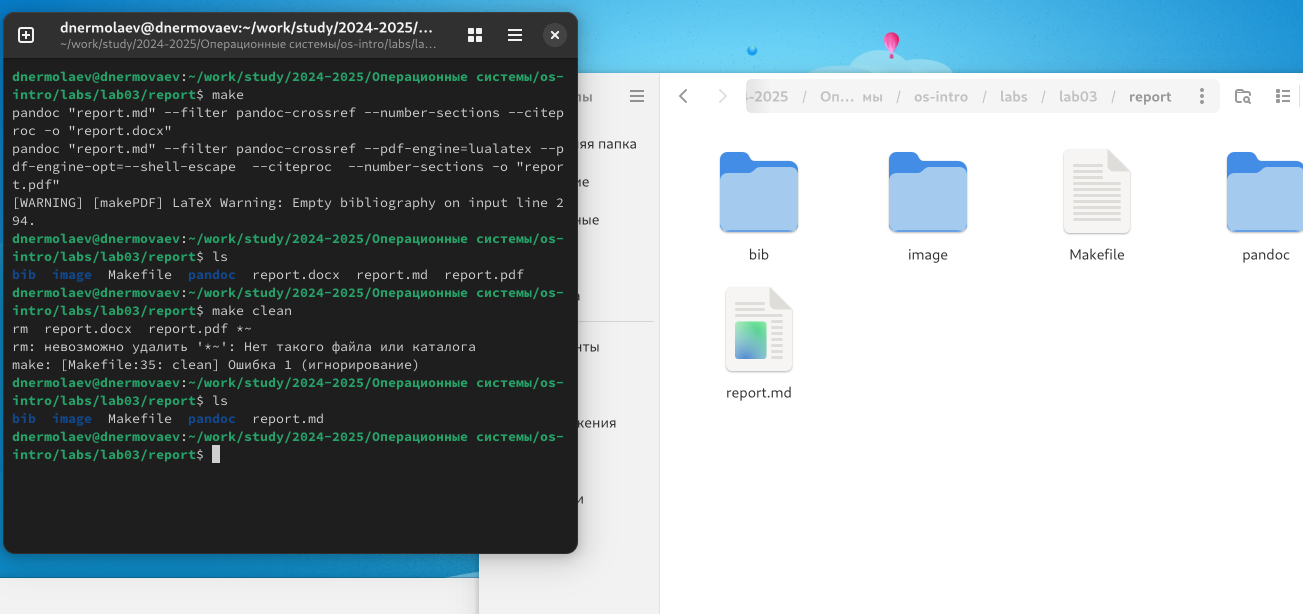 dnermolaev@dnermovaev:~/work/study/2024-2025/…
~/work/study/2024-2025/Операционные системы/os-intro/labs/la…
dnermolaev@dnermovaev:~/work/study/2024-2025/Операционные системы/os-
intro/labs/lab03/report$ make
pandoc "report.md" --filter pandoc-crossref --number-sections --citep
roc -o "report.docx"
pandoc "report.md" --filter pandoc-crossref --pdf-engine=lualatex --p
df-engine-opt=--shell-escape  --citeproc  --number-sections -o "repor
t.pdf"
[WARNING] [makePDF] LaTeX Warning: Empty bibliography on input line 2
94.
dnermolaev@dnermovaev:~/work/study/2024-2025/Операционные системы/os-
intro/labs/lab03/report$ ls
bib  image  Makefile  pandoc  report.docx  report.md  report.pdf
dnermolaev@dnermovaev:~/work/study/2024-2025/Операционные системы/os-
intro/labs/lab03/report$ make clean
rm  report.docx  report.pdf *~
rm: невозможно удалить '*~': Нет такого файла или каталога
make: [Makefile:35: clean] Ошибка 1 (игнорирование)
dnermolaev@dnermovaev:~/work/study/2024-2025/Операционные системы/os-
intro/labs/lab03/report$ ls
bib  image  Makefile  pandoc  report.md
dnermolaev@dnermovaev:~/work/study/2024-2025/Операционные системы/os-
intro/labs/lab03/report$
папка
-2025 / Оп… мы / os-intro / labs / lab03 / report
bib
image
Makefile
pandoc
report.md